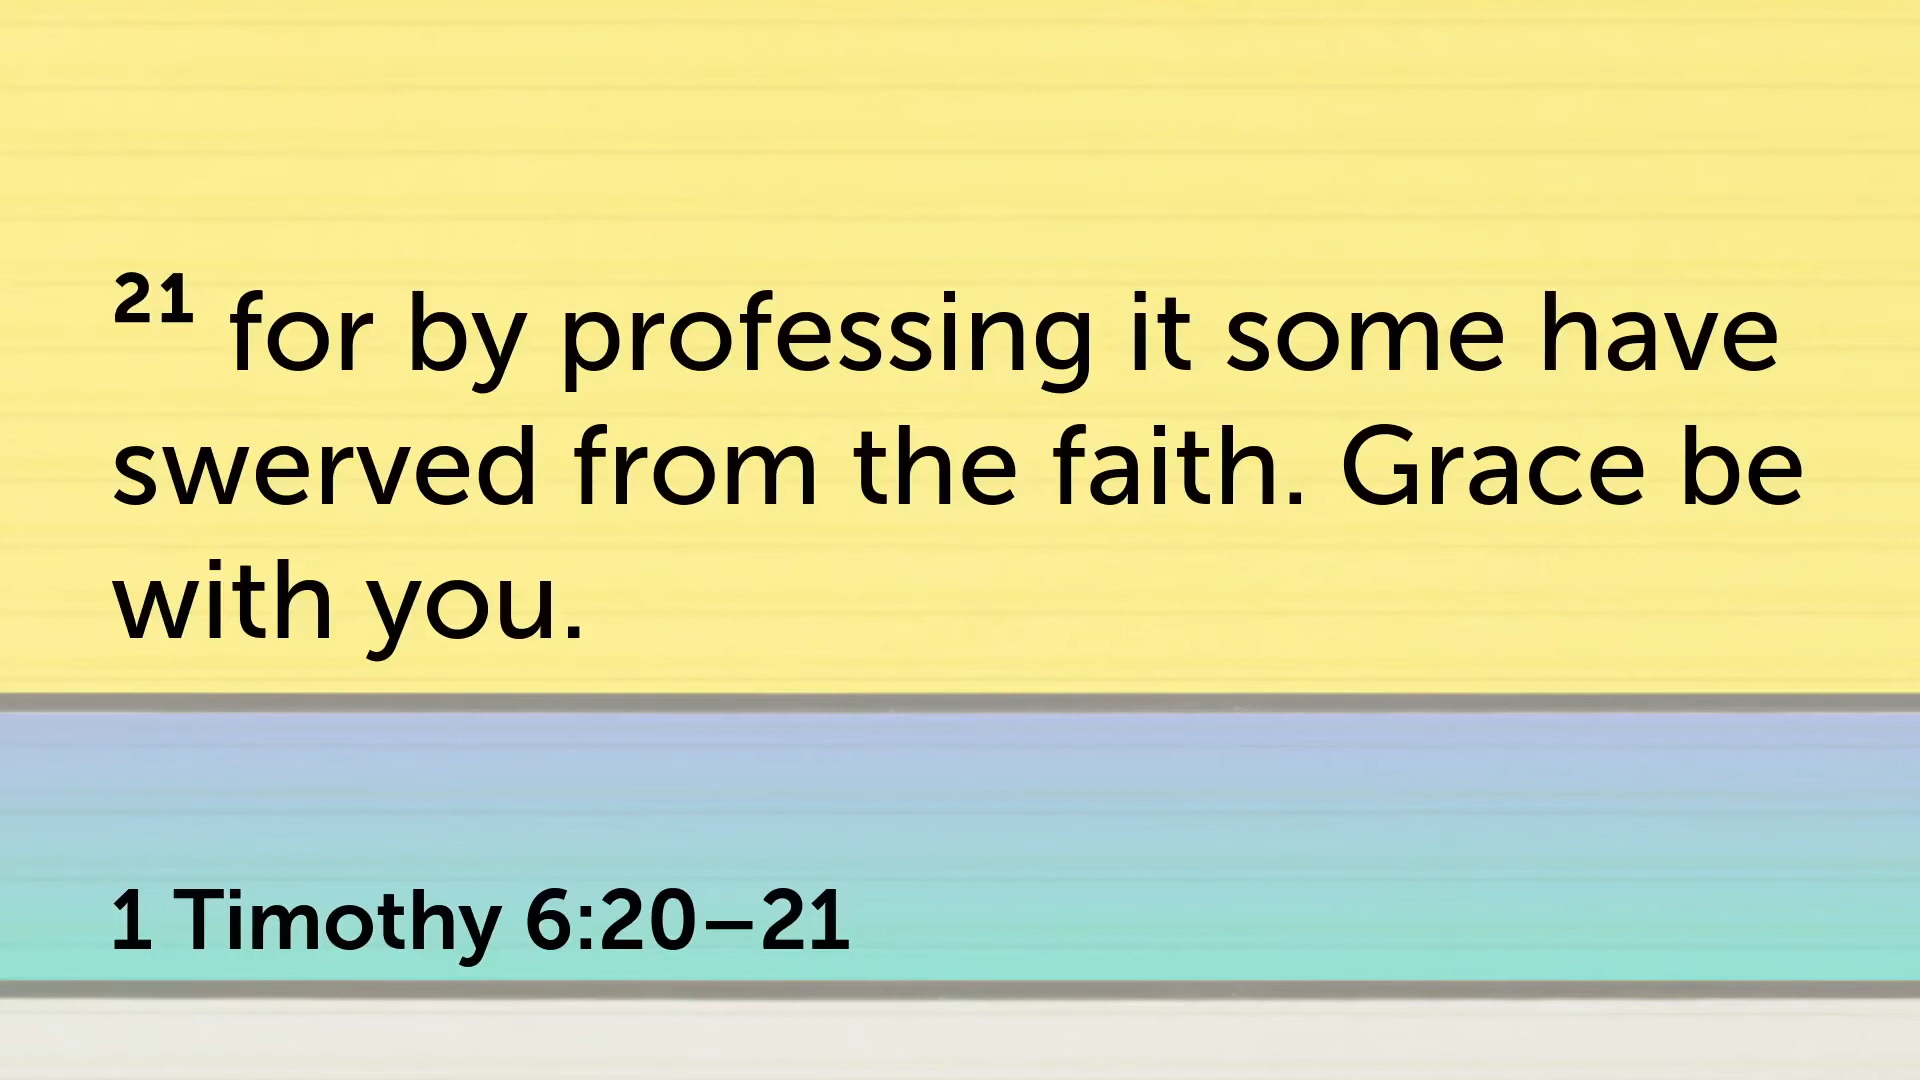 21 for by professing it some have
swerved from the faith. Grace be
with you.
1 Timothy 6:20–21